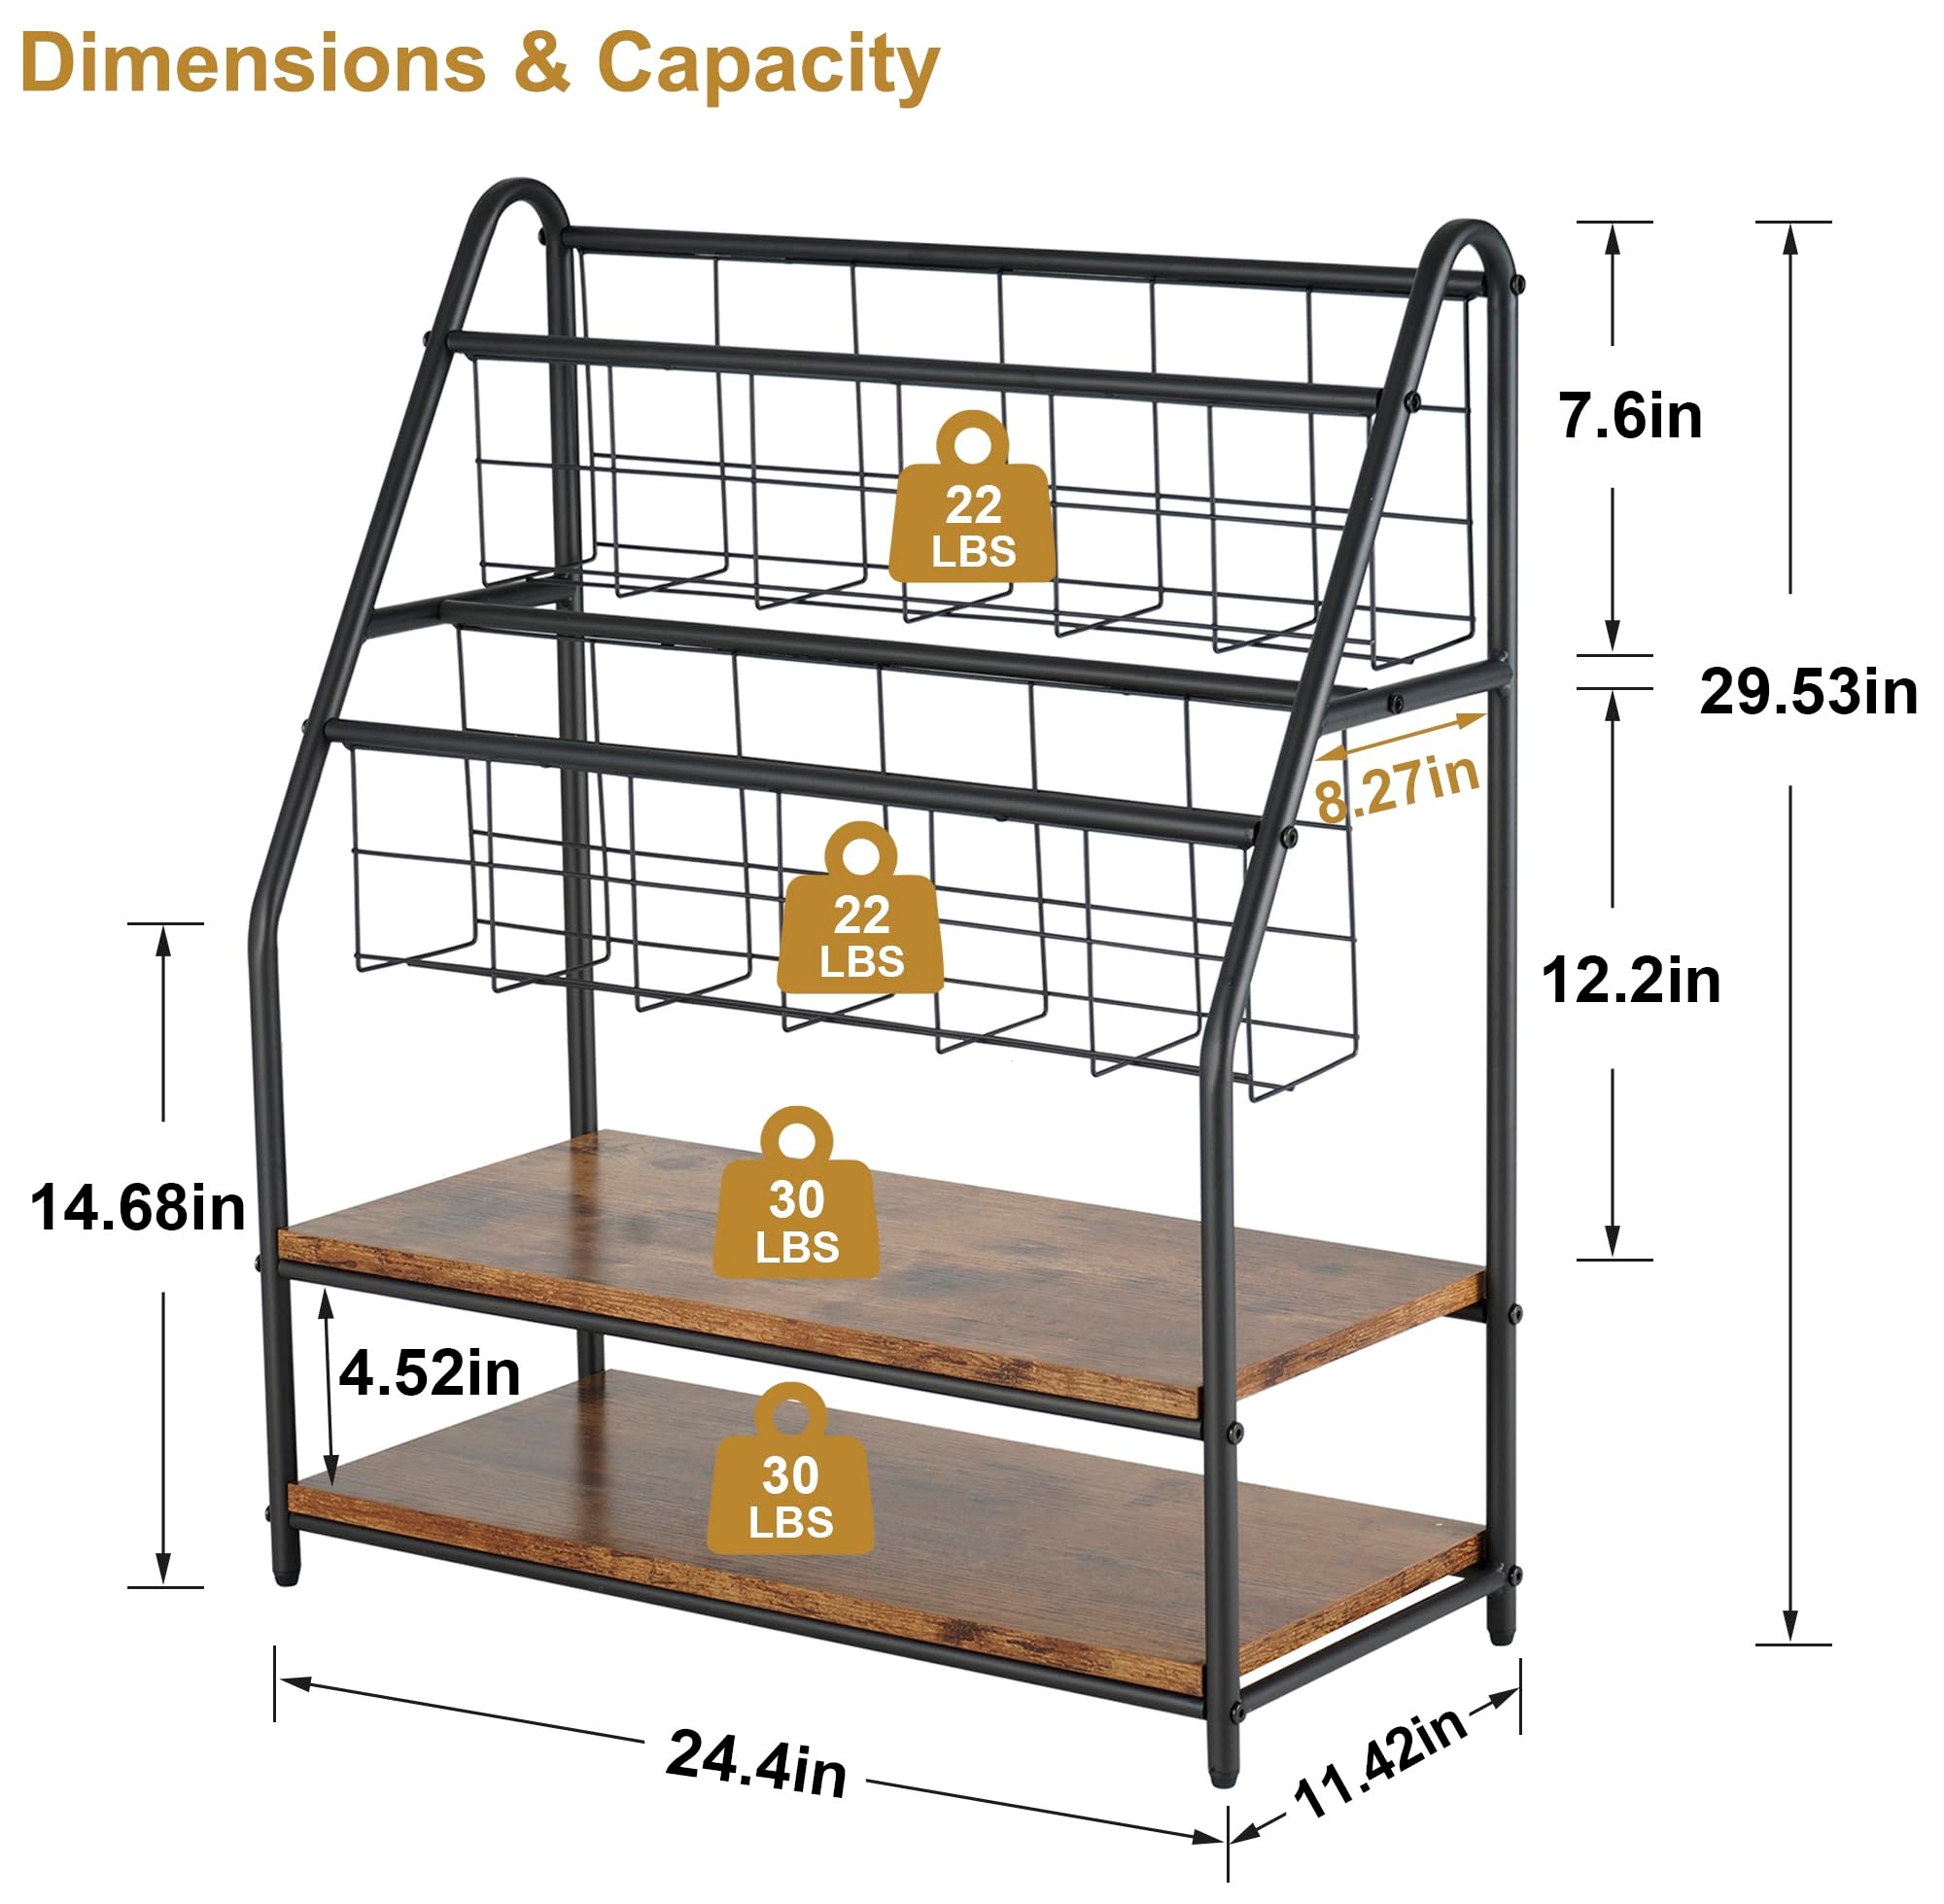 Dimensions & Capacity
7.6in
22
LBS
29.53in
8.27in
22
LBS
12.2in
14.68in
30
LBS
4.52in
30
LBS
24.4in
11.42in